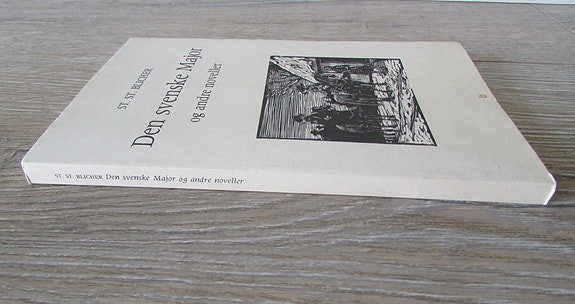 ST. ST. BLICHER
Den svenske Major
og andre noveller
ST. ST. BLICHER Den svenske Major og andre noveller